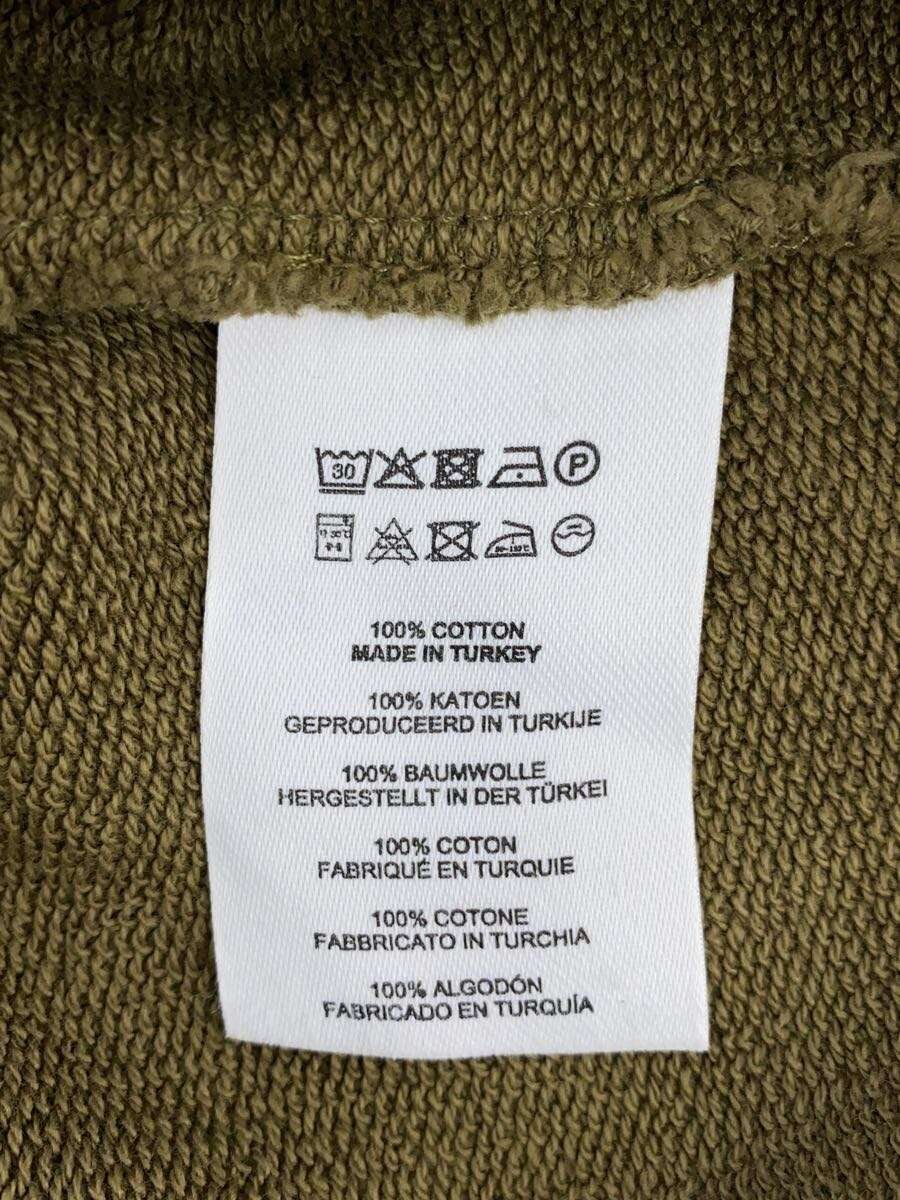 30
P
100% COTTON
MADE IN TURKEY
100% KATOEN
GEPRODUCEERD IN TURKIJE
100% BAUMWOLLE
HERGESTELLT IN DER TÜRKEI
100% COTON
FABRIQUÉ EN TURQUIE
100% COTONE
FABBRICATO IN TURCHIA
100% ALGODÓN
FABRICADO EN TURQUÍA